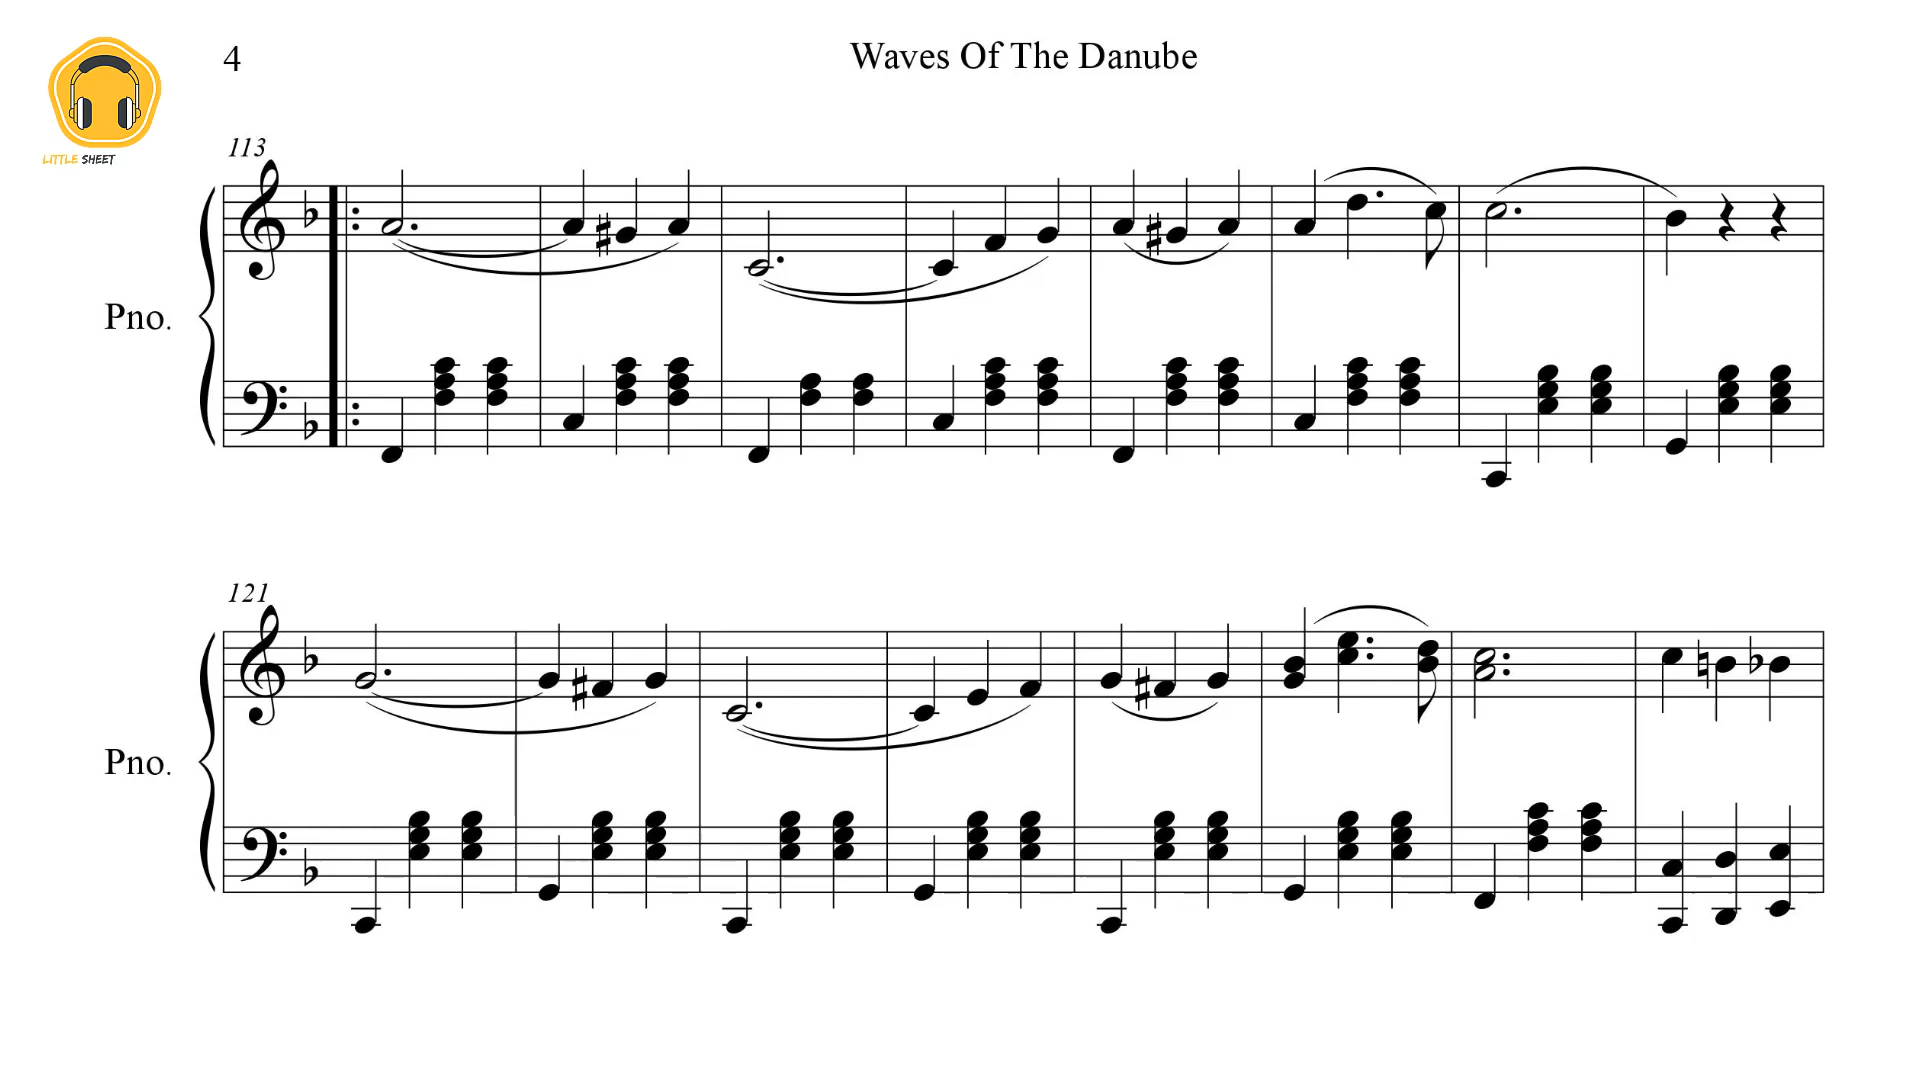 4
Waves Of The Danube
LITTLE SHEET
113
Pno.
121
Pno.